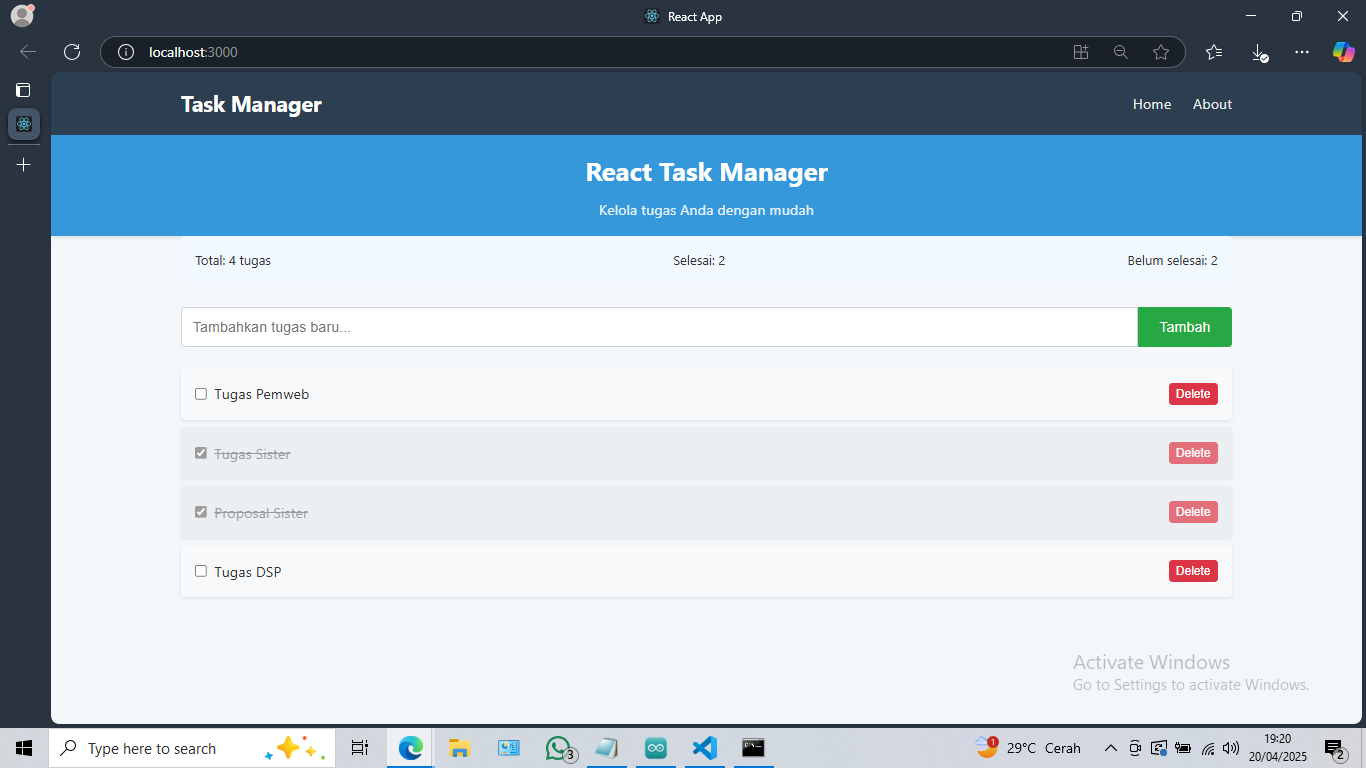 React App
localhost:3000
Task Manager
Home About
React Task Manager
Kelola tugas Anda dengan mudah
Total: 4 tugas Selesai: 2 Belum selesai: 2
Tambahkan tugas baru... Tambah
Tugas Pemweb Delete
Tugas Sister Delete
Proposal Sister Delete
Tugas DSP Delete
Activate Windows
Go to Settings to activate Windows.
Type here to search
3
1
29°C Cerah
19:20
20/04/2025
2